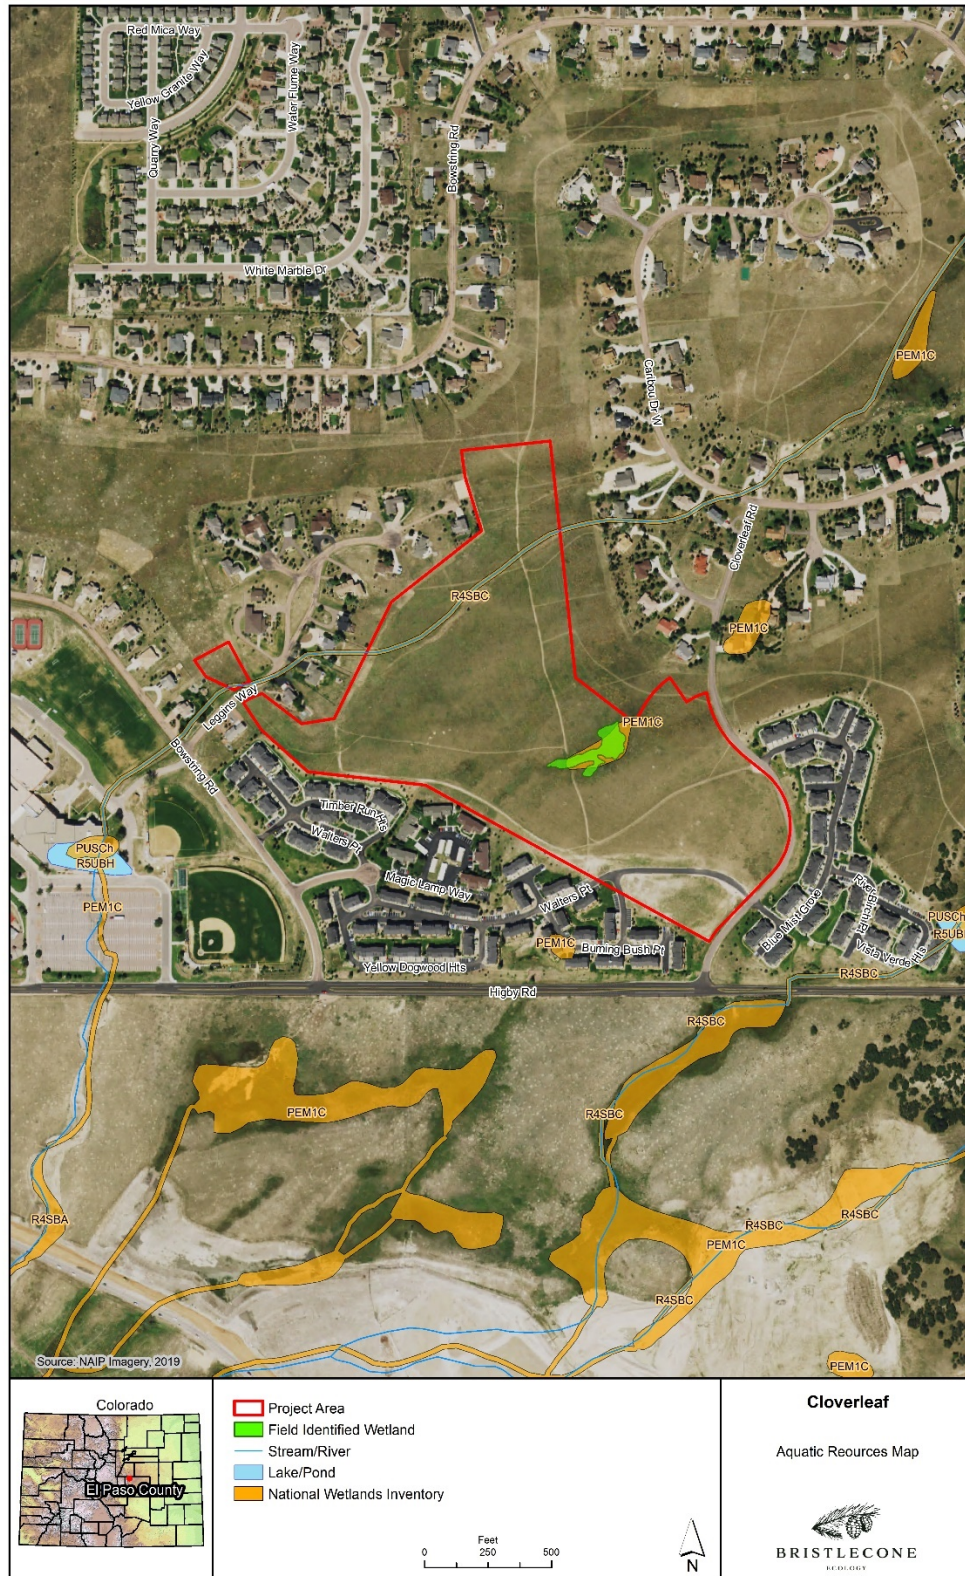 Red Mica Way
Yellow Granite Way
Water Flume Way
Quarry Way
Bowstring Rd
White Marble Dr
PEM1C
Caribou Dr W
Cloverleaf Rd
R4SBC
PEM1C
Leggins Way
PEM1C
Bowstring Rd
Timber Run Hts
Walters Pt
PUSCh
R5UBH
Magic Lamp Way
Walters Pt
River Birch Pt
PEM1C
Blue Mist Grove
PUSCh
R5UBH
PEM1C
Burning Bush Pt
Vista Verde Hts
Yellow Dogwood Hts
R4SBC
Higby Rd
R4SBC
PEM1C
R4SBC
R4SBA
R4SBC
R4SBC
PEM1C
R4SBC
PEM1C
Source: NAIP Imagery, 2019
Colorado
El Paso County
Project Area
Field Identified Wetland
Stream/River
Lake/Pond
National Wetlands Inventory
Feet
0 250 500
N
Cloverleaf
Aquatic Reources Map
BRISTLECONE
ECOLOGY